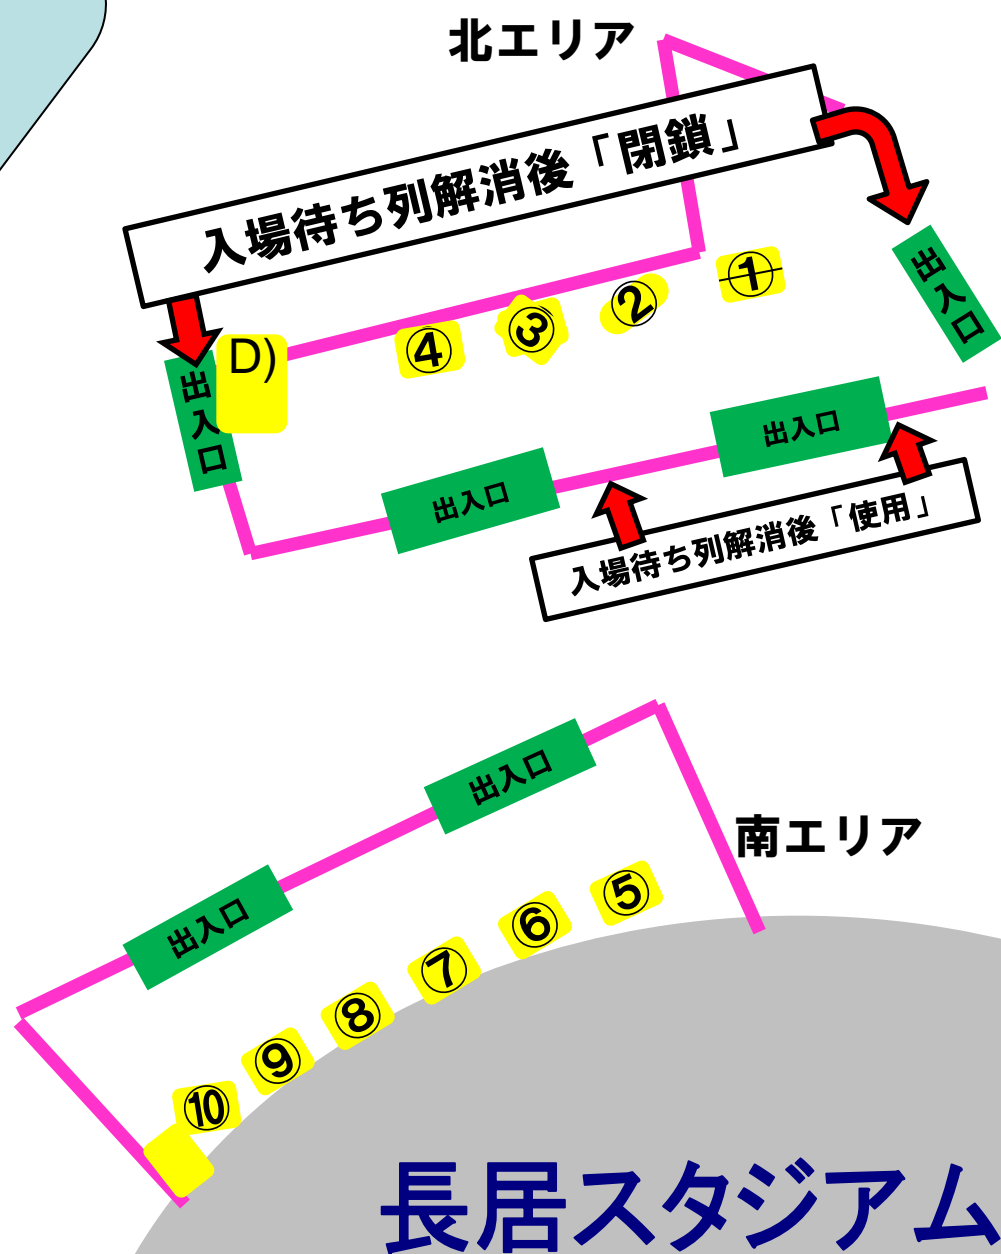 北エリア
入場待ち列解消後「閉鎖」
出入口
①
②
③
④
D)
出入口
出入口
出入口
入場待ち列解消後「使用」
出入口
南エリア
出入口
⑤
⑥
⑦
⑧
⑨
⑩
長居スタジアム